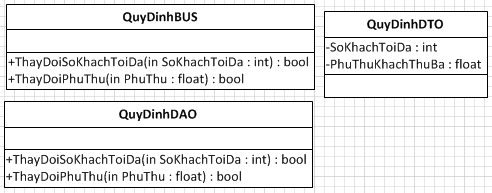 QuyDinhBUS
+ThayDoiSoKhachToiDa(in SoKhachToiDa : int) : bool
+ThayDoiPhuThu(in PhuThu : float) : bool
QuyDinhDTO
-SoKhachToiDa : int
-PhuThuKhachThuBa : float
QuyDinhDAO
+ThayDoiSoKhachToiDa(in SoKhachToiDa : int) : bool
+ThayDoiPhuThu(in PhuThu : float) : bool